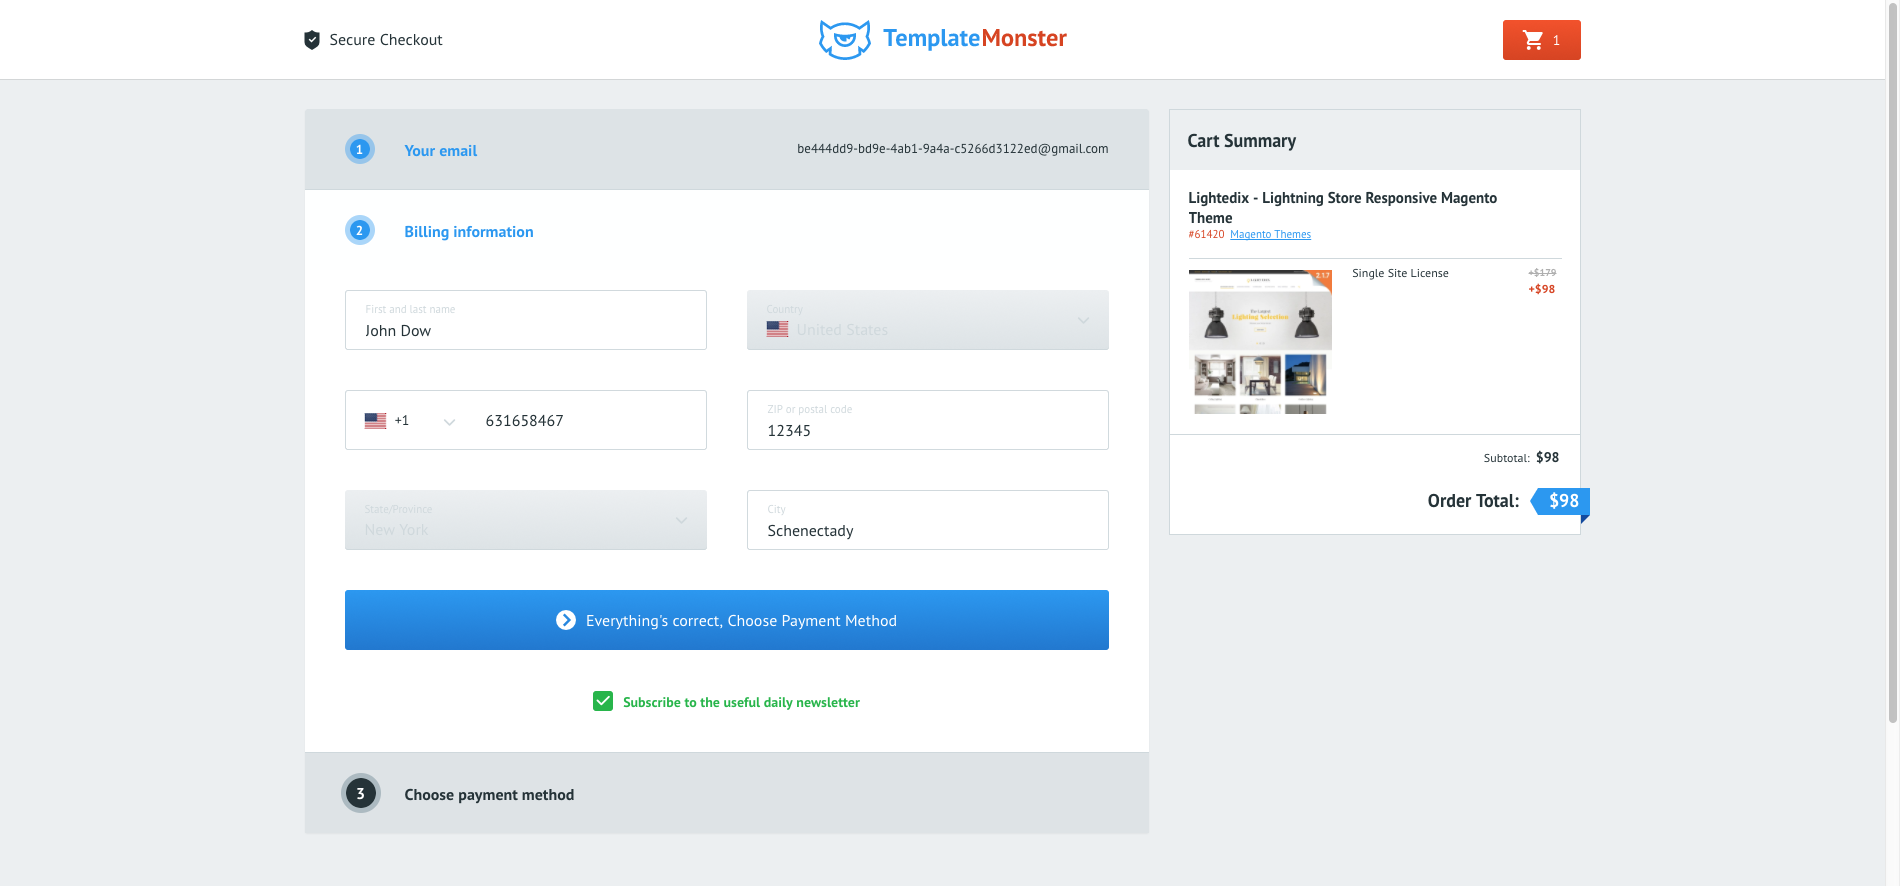 Secure Checkout
TemplateMonster
1
1 Your email
be444dd9-bd9e-4ab1-9a4a-c5266d3122ed@gmail.com
2 Billing information
First and last name
John Dow
Country
United States
+1 631658467
ZIP or postal code
12345
State/Province
New York
City
Schenectady
Everything's correct, Choose Payment Method
Subscribe to the useful daily newsletter
3 Choose payment method
Cart Summary
Lightedix - Lightning Store Responsive Magento
Theme
#61420 Magento Themes
2.1.7
Single Site License
+$179
+$98
Subtotal: $98
Order Total: $98